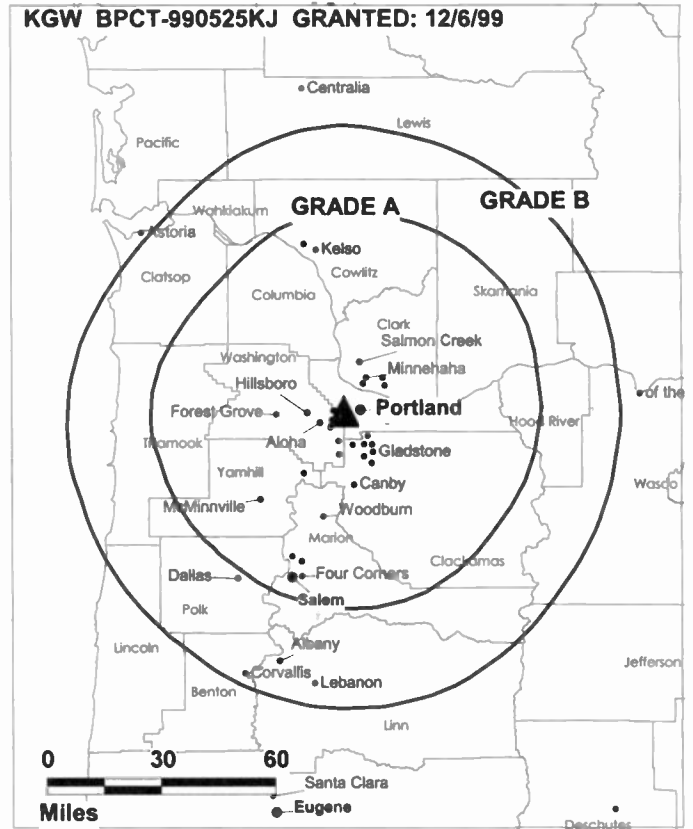 KGW BPCT-990525KJ GRANTED: 12/6/99
Centralia
Lewis
Pacific
GRADE B
Wahkiakum
GRADE A
Astoria
Kelso
Cowlitz
Clatsop
Columbia
Skamania
Clark
Salmon Creek
Washington
Minnehaha
Hillsboro
of the
Forest Grove
Portland
Hood River
Aloha
Tillamook
Gladstone
Yamhill
Canby
Wasco
McMinnville
Woodburn
Marion
Clackamas
Dallas
Four Corners
Salem
Polk
Albany
Lincoln
Jefferson
Corvallis
Lebanon
Benton
Linn
0 30 60
Santa Clara
Miles
Eugene
Deschutes